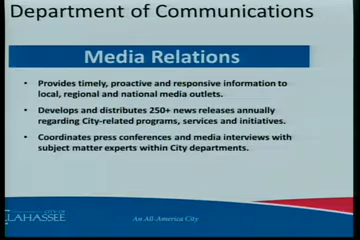 Department of Communications
Media Relations
• Provides timely, proactive and responsive information to
local, regional and national media outlets.
• Develops and distributes 250+ news releases annually
regarding City-related programs, services and initiatives.
• Coordinates press conferences and media interviews with
subject matter experts within City departments.
CITY OF
LAHASSEE
An All-America City